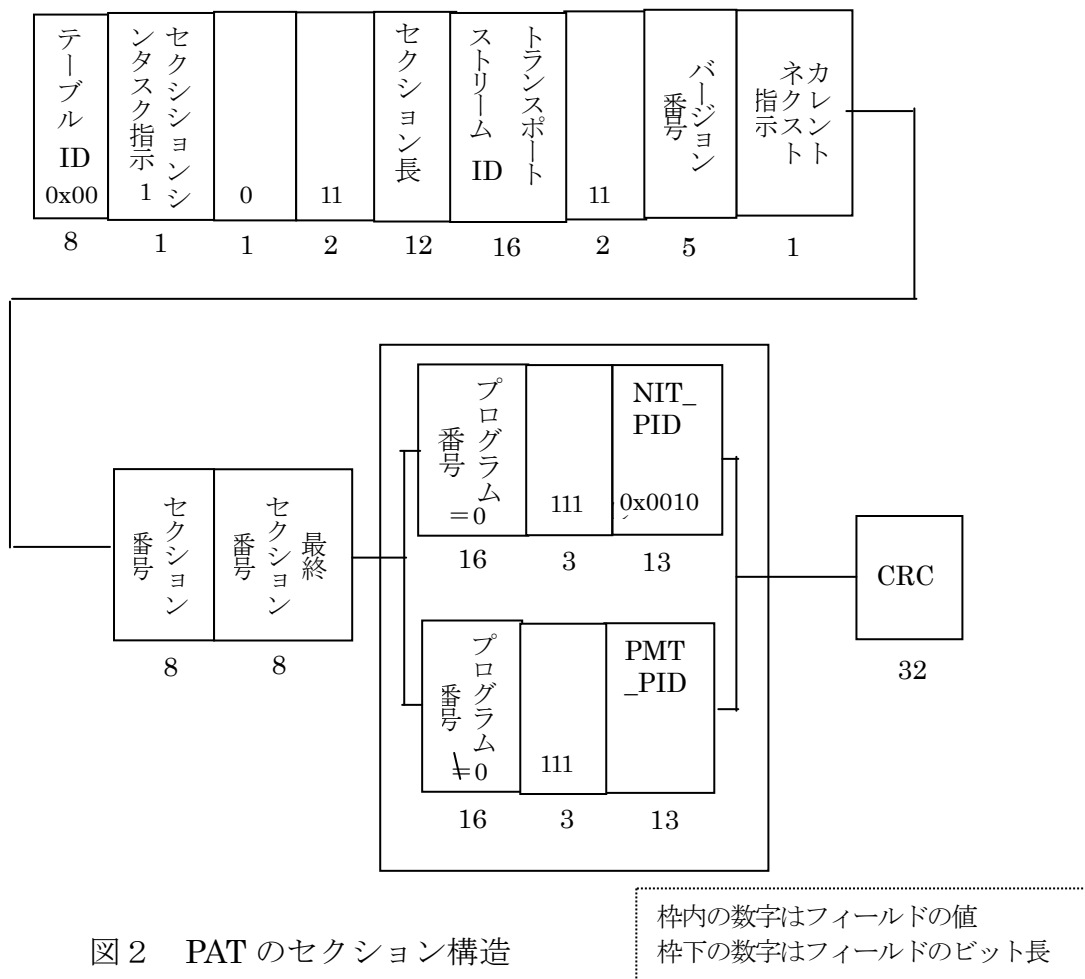 テーブル
ID
0x00
セクションシ
ンタスク指示
1
0
11
セクション長
トランスポート
ストリーム
ID
11
バージョン
番号
カレント
ネクスト
指示
8
1
1
2
12
16
2
5
1
セクション
番号
最終
セクション
番号
8
8
プログラム
番号
=0
111
NIT_
PID
0x0010
16
3
13
プログラム
番号
≠0
111
PMT
_PID
16
3
13
CRC
32
枠内の数字はフィールドの値
枠下の数字はフィールドのビット長
図2 PATのセクション構造